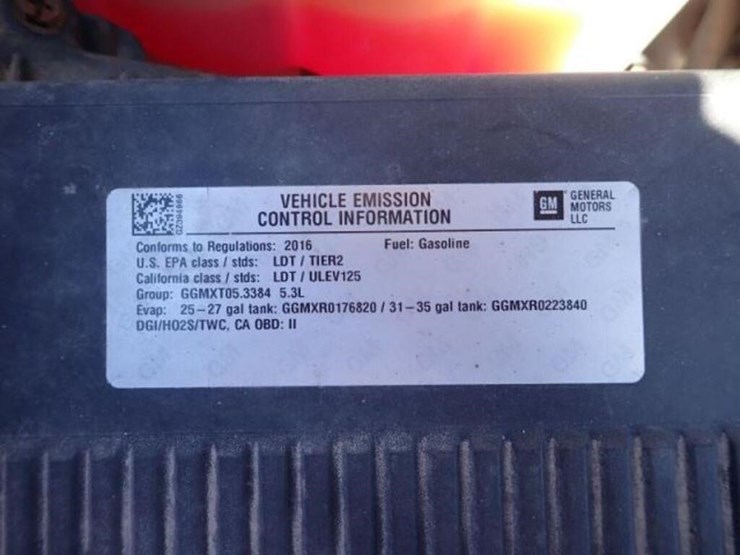 VEHICLE EMISSION
CONTROL INFORMATION
GM
GENERAL
MOTORS
LLC
Conforms to Regulations: 2016 Fuel: Gasoline
U.S. EPA class / stds: LDT / TIER2
California class / stds: LDT / ULEV125
Group: GGMXT05.3384 5.3L
Evap: 25-27 gal tank: GGMXR0176820 / 31-35 gal tank: GGMXR0223840
DGI/HO2S/TWC, CA OBD: II